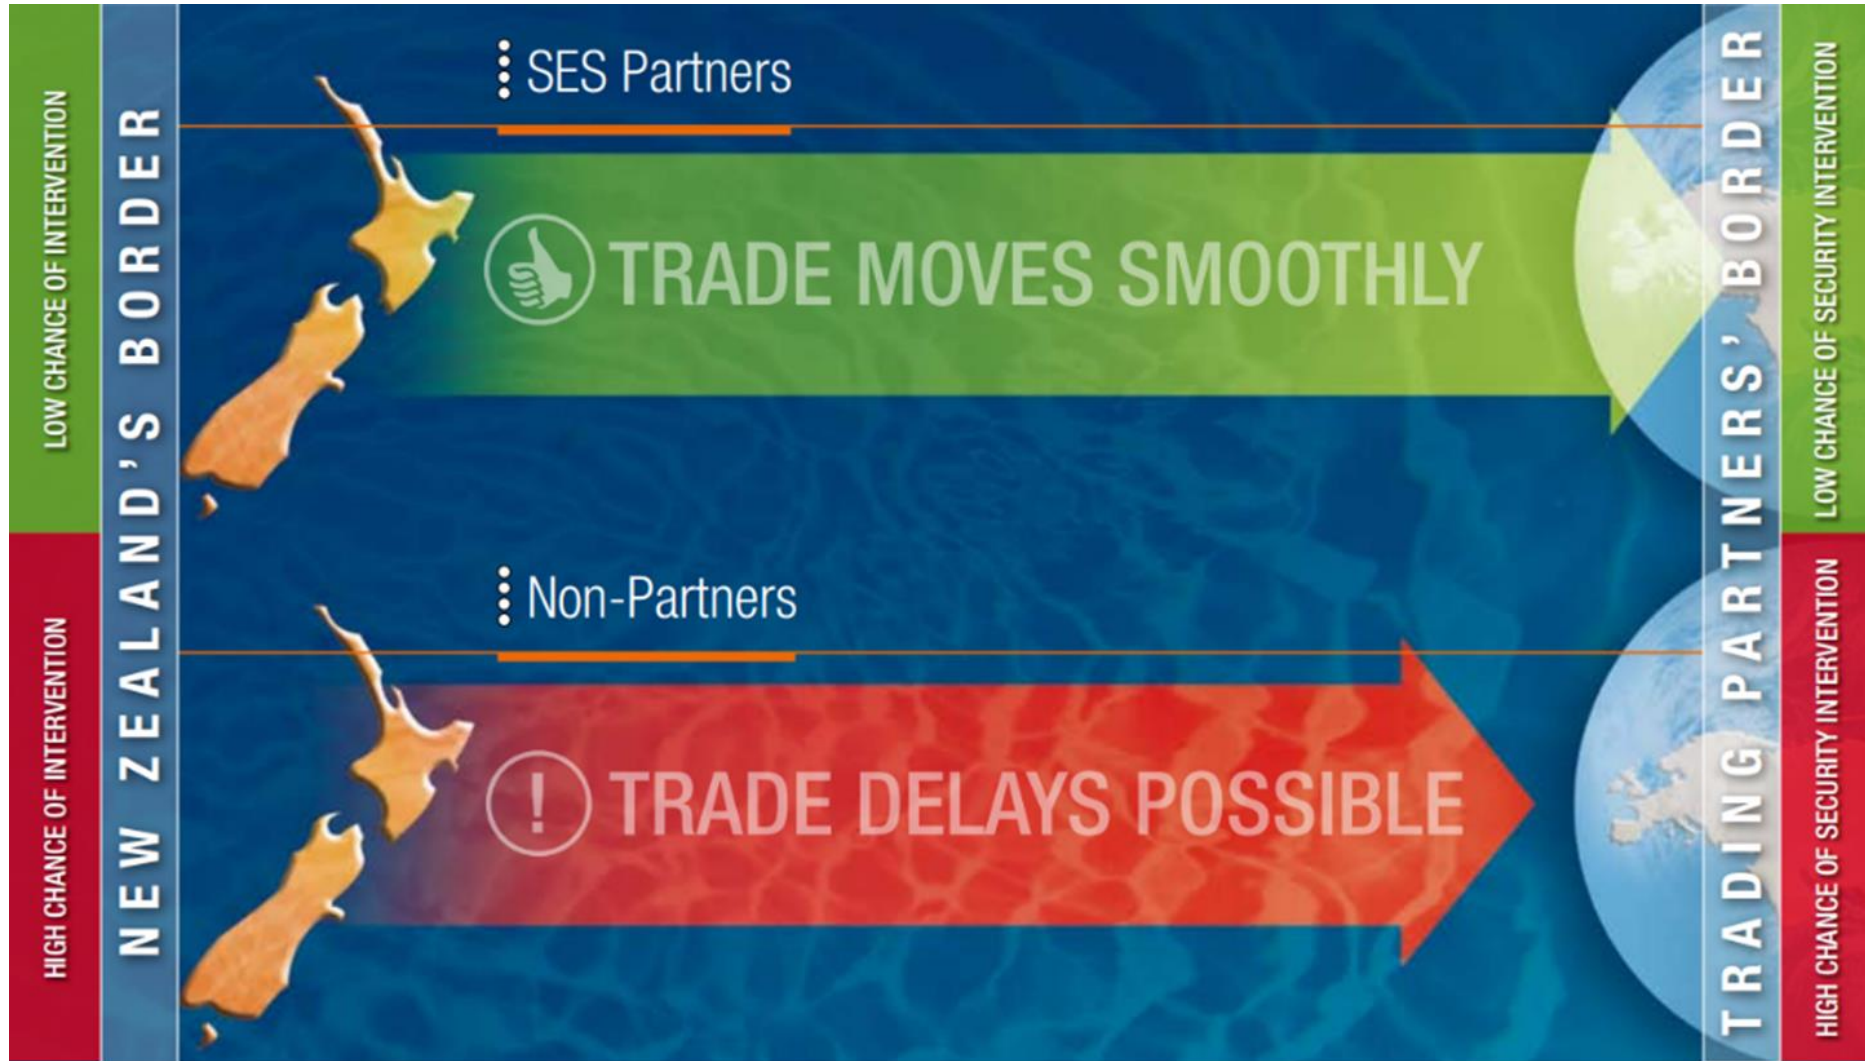 LOW CHANCE OF INTERVENTION
HIGH CHANCE OF INTERVENTION
NEW ZEALAND'S BORDER
SES Partners
TRADE MOVES SMOOTHLY
Non-Partners
! TRADE DELAYS POSSIBLE
TRADING PARTNERS' BORDER
LOW CHANCE OF SECURITY INTERVENTION
HIGH CHANCE OF SECURITY INTERVENTION